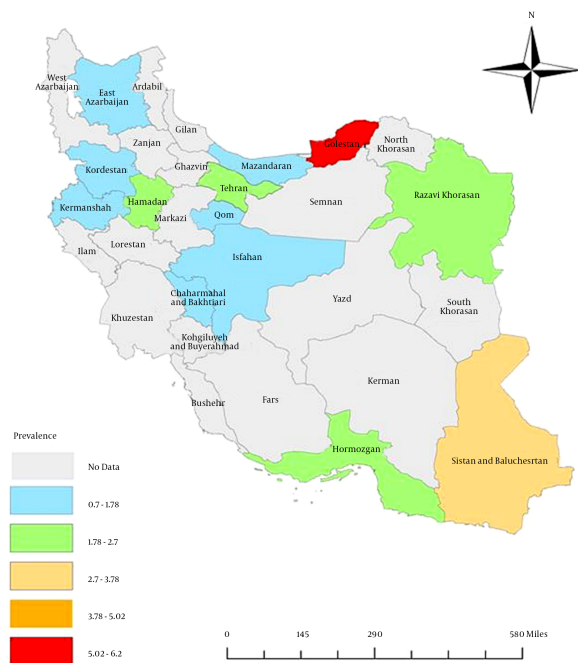 N
West
Azarbaijan
East
Azarbaijan
Ardabil
Gilan
Zanjan
Golestan
North
Khorasan
Kordestan
Ghazvin
Mazandaran
Tehran
Razavi Khorasan
Kermanshah
Hamadan
Markazi
Qom
Semnan
Ilam
Lorestan
Isfahan
Khuzestan
Chaharmahal
and Bakhtiari
Yazd
South
Khorasan
Kohgiluyeh
and Buyerahmad
Kerman
Bushehr
Fars
Hormozgan
Sistan and Baluchesrtan
Prevalence
No Data
0.7 - 1.78
1.78 - 2.7
2.7 - 3.78
3.78 - 5.02
5.02 - 6.2
0 145 290 580 Miles